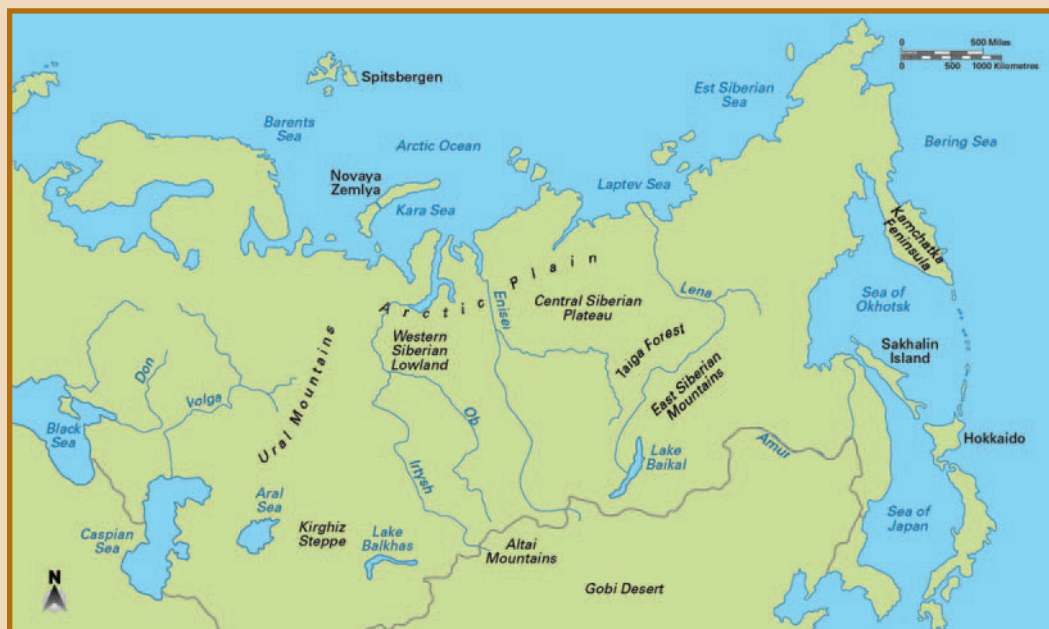 0 500 Miles
0 500 1000 Kilometres
Spitsbergen
Est Siberian
Sea
Barents
Sea
Arctic Ocean
Bering Sea
Novaya
Zemlya
Laptev Sea
Kara Sea
Kamchatka
Feninsula
Arctic Plain
Enisei
Central Siberian
Plateau
Lena
Sea of
Okhotsk
Western
Siberian
Lowland
Taiga Forest
Sakhalin
Island
Ural Mountains
Don
Volga
East Siberian
Mountains
Ob
Black
Sea
Hokkaido
Irtysh
Lake
Baikal
Amur
Aral
Sea
Sea of
Japan
Caspian
Sea
Kirghiz
Steppe
Lake
Balkhas
Altai
Mountains
N
Gobi Desert